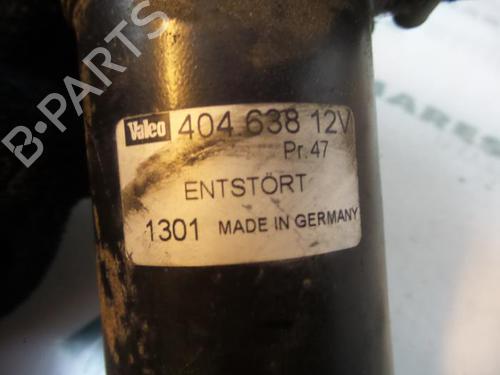 B-PARTS
Valeo 404.638 12V
Pr.47
ENTSTÖRT
1301 MADE IN GERMANY